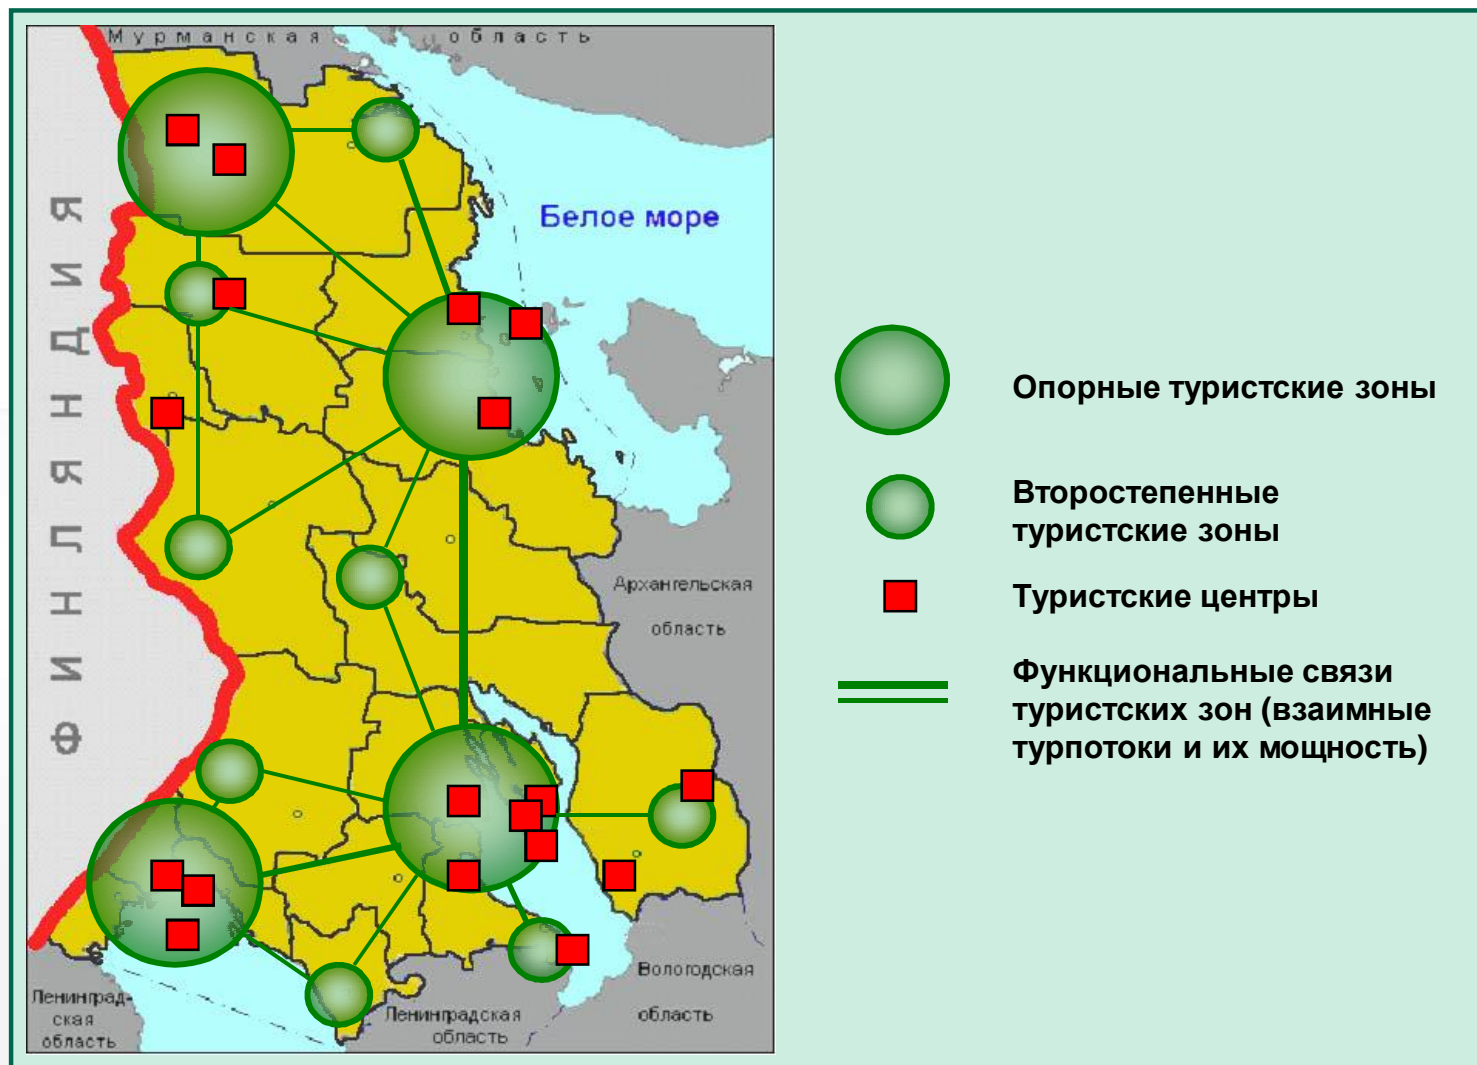 Мурманская область
Белое море
ФИНЛЯНДИЯ
Архангельская
область
Вологодская
область
Ленинград-
ская
область
Ленинградская
область
Опорные туристские зоны
Второстепенные
туристские зоны
Туристские центры
Функциональные связи
туристских зон (взаимные
турпотоки и их мощность)